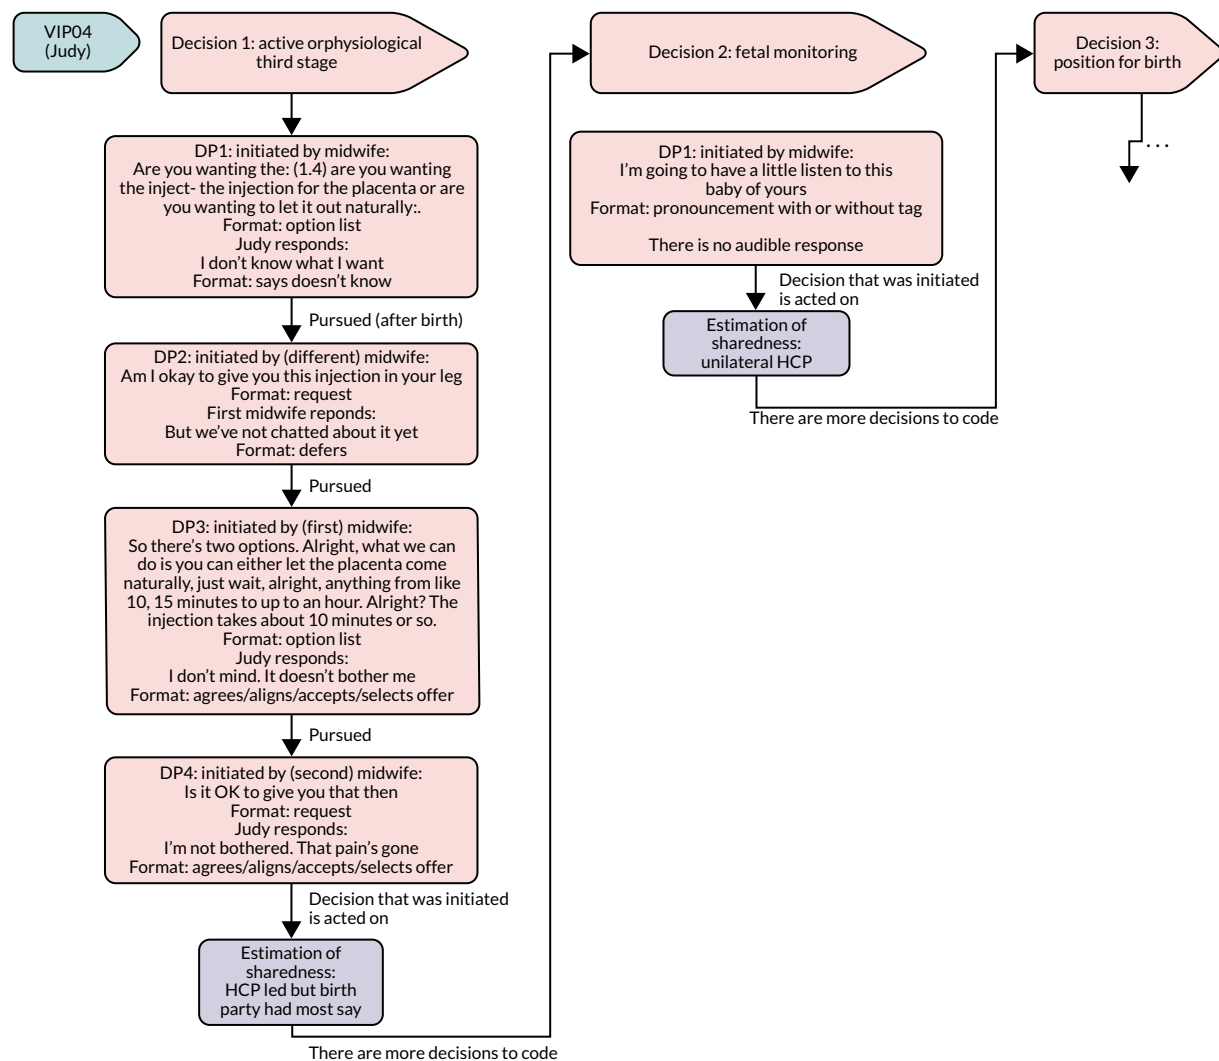 VIP04
(Judy)
Decision 1: active orphysiological
third stage
DP1: initiated by midwife:
Are you wanting the: (1.4) are you wanting
the inject- the injection for the placenta or are
you wanting to let it out naturally:.
Format: option list
Judy responds:
I don't know what I want
Format: says doesn't know
Pursued (after birth)
DP2: initiated by (different) midwife:
Am I okay to give you this injection in your leg
Format: request
First midwife reponds:
But we've not chatted about it yet
Format: defers
Pursued
DP3: initiated by (first) midwife:
So there's two options. Alright, what we can
do is you can either let the placenta come
naturally, just wait, alright, anything from like
10, 15 minutes to up to an hour. Alright? The
injection takes about 10 minutes or so.
Format: option list
Judy responds:
I don't mind. It doesn't bother me
Format: agrees/aligns/accepts/selects offer
Pursued
DP4: initiated by (second) midwife:
Is it OK to give you that then
Format: request
Judy responds:
I'm not bothered. That pain's gone
Format: agrees/aligns/accepts/selects offer
Decision that was initiated
is acted on
Estimation of
sharedness:
HCP led but birth
party had most say
There are more decisions to code
Decision 2: fetal monitoring
DP1: initiated by midwife:
I'm going to have a little listen to this
baby of yours
Format: pronouncement with or without tag
There is no audible response
Decision that was initiated
is acted on
Estimation of
sharedness:
unilateral HCP
There are more decisions to code
Decision 3:
position for birth
...